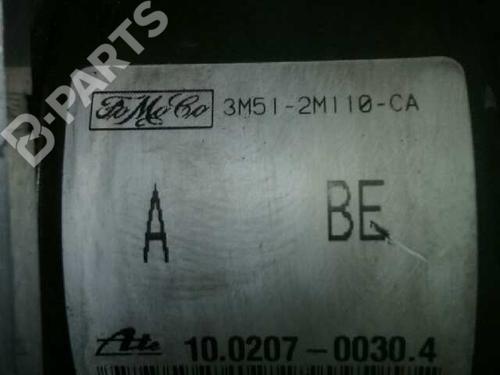 FoMoCo 3M51-2M110-CA
A BE
Ate 10.0207-0030.4
B-PARTS